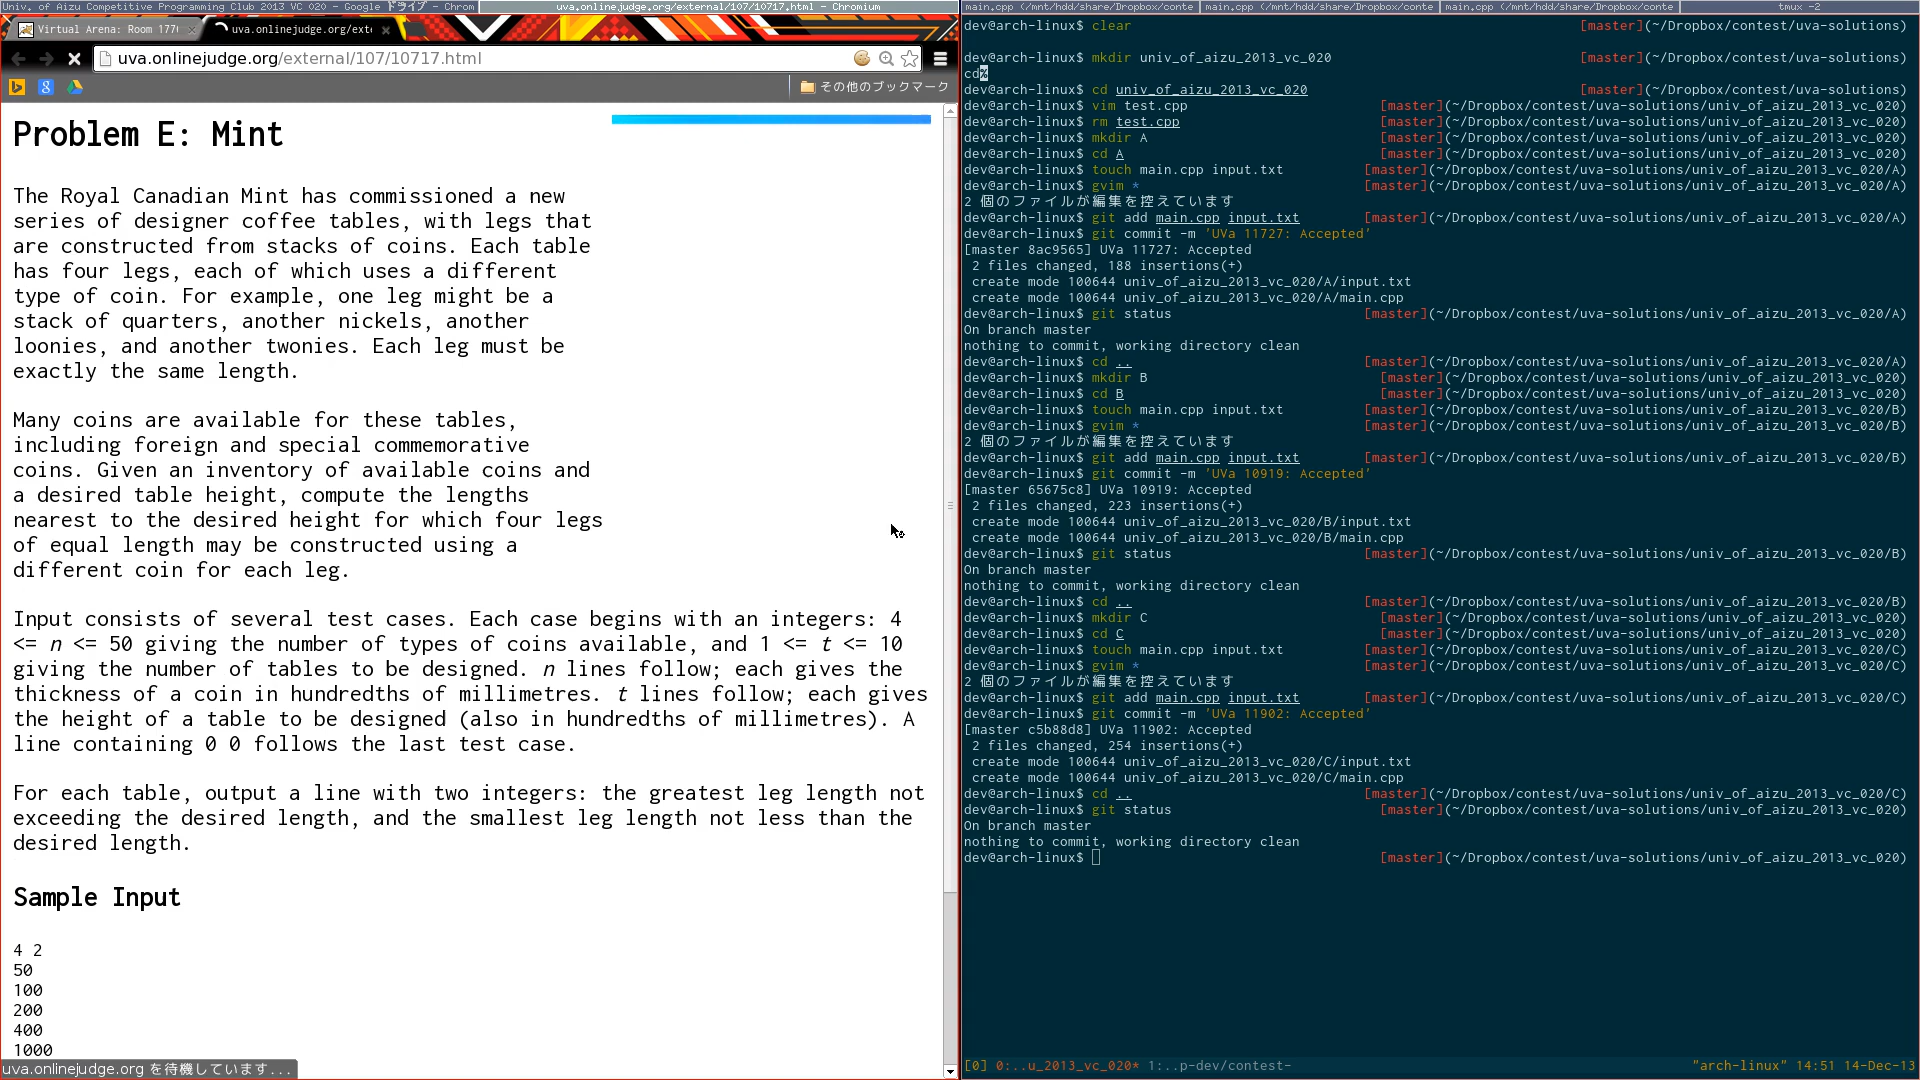 Univ. of Aizu Competitive Programming Club 2013 VC 020 - Google ドライブ - Chrom
uva.onlinejudge.org/external/107/10717.html - Chromium
Virtual Arena: Room 177
uva.onlinejudge.org/exte
uva.onlinejudge.org/external/107/10717.html
その他のブックマーク
Problem E: Mint
The Royal Canadian Mint has commissioned a new
series of designer coffee tables, with legs that
are constructed from stacks of coins. Each table
has four legs, each of which uses a different
type of coin. For example, one leg might be a
stack of quarters, another nickels, another
loonies, and another twonies. Each leg must be
exactly the same length.
Many coins are available for these tables,
including foreign and special commemorative
coins. Given an inventory of available coins and
a desired table height, compute the lengths
nearest to the desired height for which four legs
of equal length may be constructed using a
different coin for each leg.
Input consists of several test cases. Each case begins with an integers: 4
<= n <= 50 giving the number of types of coins available, and 1 <= t <= 10
giving the number of tables to be designed. n lines follow; each gives the
thickness of a coin in hundredths of millimetres. t lines follow; each gives
the height of a table to be designed (also in hundredths of millimetres). A
line containing 0 0 follows the last test case.
For each table, output a line with two integers: the greatest leg length not
exceeding the desired length, and the smallest leg length not less than the
desired length.
Sample Input
4 2
50
100
200
400
1000
uva.onlinejudge.org を待機しています...
main.cpp (/mnt/hdd/share/Dropbox/conte
main.cpp (/mnt/hdd/share/Dropbox/conte
main.cpp (/mnt/hdd/share/Dropbox/conte
tmux -2
dev@arch-linux$ clear [master](~/Dropbox/contest/uva-solutions)
dev@arch-linux$ mkdir univ_of_aizu_2013_vc_020 [master](~/Dropbox/contest/uva-solutions)
cd%
dev@arch-linux$ cd univ_of_aizu_2013_vc_020 [master](~/Dropbox/contest/uva-solutions)
dev@arch-linux$ vim test.cpp [master](~/Dropbox/contest/uva-solutions/univ_of_aizu_2013_vc_020)
dev@arch-linux$ rm test.cpp [master](~/Dropbox/contest/uva-solutions/univ_of_aizu_2013_vc_020)
dev@arch-linux$ mkdir A [master](~/Dropbox/contest/uva-solutions/univ_of_aizu_2013_vc_020)
dev@arch-linux$ cd A [master](~/Dropbox/contest/uva-solutions/univ_of_aizu_2013_vc_020)
dev@arch-linux$ touch main.cpp input.txt [master](~/Dropbox/contest/uva-solutions/univ_of_aizu_2013_vc_020/A)
dev@arch-linux$ gvim * [master](~/Dropbox/contest/uva-solutions/univ_of_aizu_2013_vc_020/A)
2 個のファイルが編集を控えています
dev@arch-linux$ git add main.cpp input.txt [master](~/Dropbox/contest/uva-solutions/univ_of_aizu_2013_vc_020/A)
dev@arch-linux$ git commit -m 'UVa 11727: Accepted'
[master 8ac9565] UVa 11727: Accepted
2 files changed, 188 insertions(+)
create mode 100644 univ_of_aizu_2013_vc_020/A/input.txt
create mode 100644 univ_of_aizu_2013_vc_020/A/main.cpp
dev@arch-linux$ git status [master](~/Dropbox/contest/uva-solutions/univ_of_aizu_2013_vc_020/A)
On branch master
nothing to commit, working directory clean
dev@arch-linux$ cd .. [master](~/Dropbox/contest/uva-solutions/univ_of_aizu_2013_vc_020/A)
dev@arch-linux$ mkdir B [master](~/Dropbox/contest/uva-solutions/univ_of_aizu_2013_vc_020)
dev@arch-linux$ cd B [master](~/Dropbox/contest/uva-solutions/univ_of_aizu_2013_vc_020)
dev@arch-linux$ touch main.cpp input.txt [master](~/Dropbox/contest/uva-solutions/univ_of_aizu_2013_vc_020/B)
dev@arch-linux$ gvim * [master](~/Dropbox/contest/uva-solutions/univ_of_aizu_2013_vc_020/B)
2 個のファイルが編集を控えています
dev@arch-linux$ git add main.cpp input.txt [master](~/Dropbox/contest/uva-solutions/univ_of_aizu_2013_vc_020/B)
dev@arch-linux$ git commit -m 'UVa 10919: Accepted'
[master 65675c8] UVa 10919: Accepted
2 files changed, 223 insertions(+)
create mode 100644 univ_of_aizu_2013_vc_020/B/input.txt
create mode 100644 univ_of_aizu_2013_vc_020/B/main.cpp
dev@arch-linux$ git status [master](~/Dropbox/contest/uva-solutions/univ_of_aizu_2013_vc_020/B)
On branch master
nothing to commit, working directory clean
dev@arch-linux$ cd .. [master](~/Dropbox/contest/uva-solutions/univ_of_aizu_2013_vc_020/B)
dev@arch-linux$ mkdir C [master](~/Dropbox/contest/uva-solutions/univ_of_aizu_2013_vc_020)
dev@arch-linux$ cd C [master](~/Dropbox/contest/uva-solutions/univ_of_aizu_2013_vc_020)
dev@arch-linux$ touch main.cpp input.txt [master](~/Dropbox/contest/uva-solutions/univ_of_aizu_2013_vc_020/C)
dev@arch-linux$ gvim * [master](~/Dropbox/contest/uva-solutions/univ_of_aizu_2013_vc_020/C)
2 個のファイルが編集を控えています
dev@arch-linux$ git add main.cpp input.txt [master](~/Dropbox/contest/uva-solutions/univ_of_aizu_2013_vc_020/C)
dev@arch-linux$ git commit -m 'UVa 11902: Accepted'
[master c5b88d8] UVa 11902: Accepted
2 files changed, 254 insertions(+)
create mode 100644 univ_of_aizu_2013_vc_020/C/input.txt
create mode 100644 univ_of_aizu_2013_vc_020/C/main.cpp
dev@arch-linux$ cd .. [master](~/Dropbox/contest/uva-solutions/univ_of_aizu_2013_vc_020/C)
dev@arch-linux$ git status [master](~/Dropbox/contest/uva-solutions/univ_of_aizu_2013_vc_020)
On branch master
nothing to commit, working directory clean
dev@arch-linux$ [master](~/Dropbox/contest/uva-solutions/univ_of_aizu_2013_vc_020)
[0] 0:..u_2013_vc_020* 1:..p-dev/contest- "arch-linux" 14:51 14-Dec-13